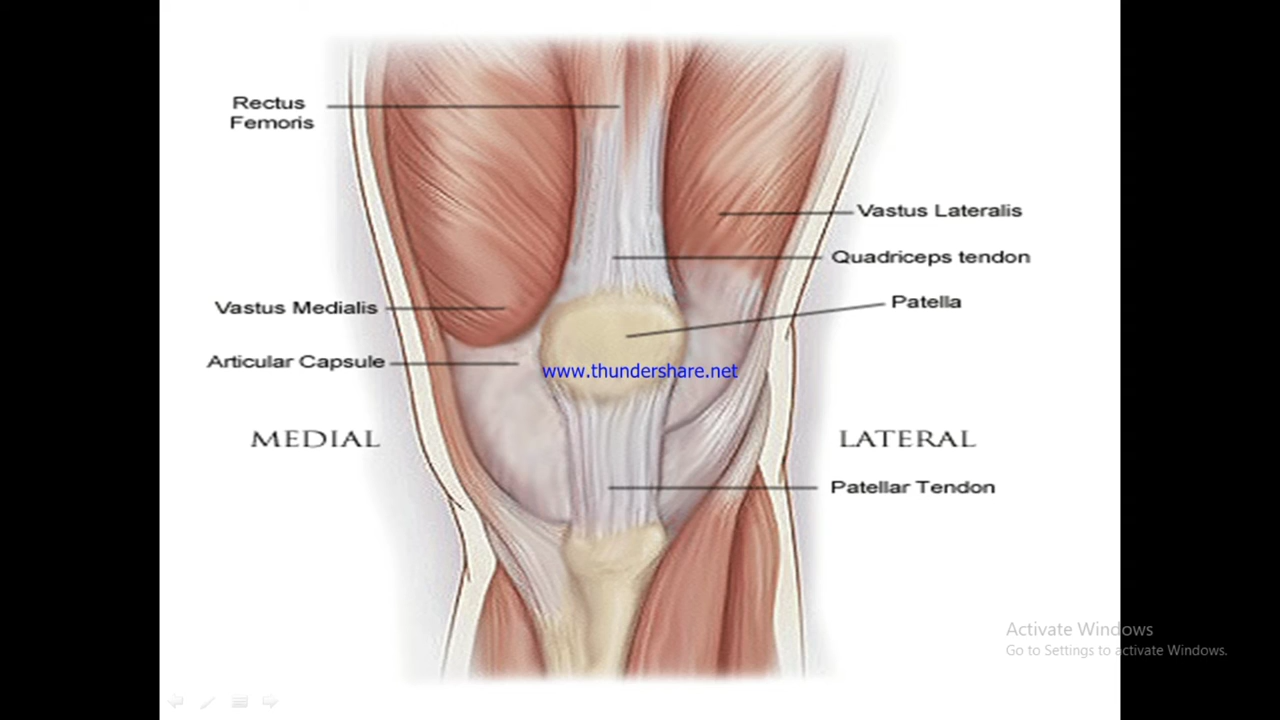 Rectus
Femoris
Vastus Lateralis
Quadriceps tendon
Patella
Vastus Medialis
Articular Capsule
www.thundershare.net
MEDIAL
LATERAL
Patellar Tendon
Activate Windows
Go to Settings to activate Windows.